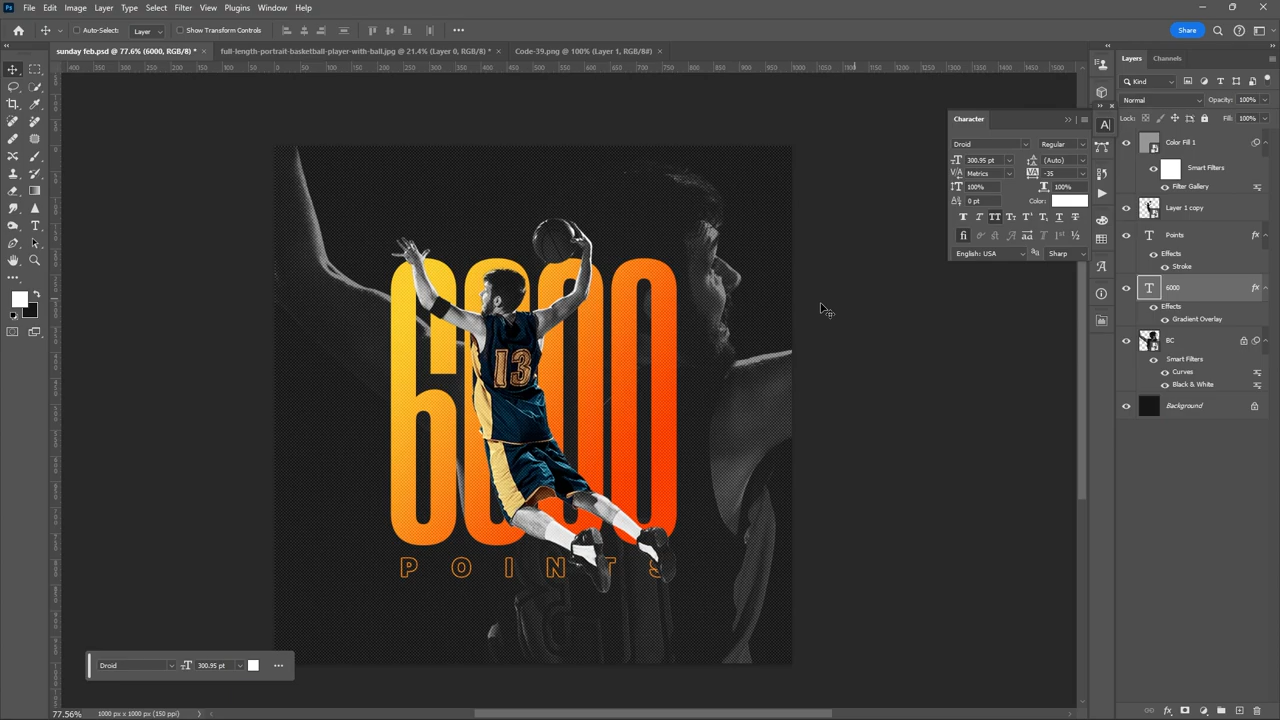 Ps File Edit Image Layer Type Select Filter View Plugins Window Help
Auto-Select: Layer Show Transform Controls Share
sunday feb.psd @ 77.6% (6000, RGB/8) * × full-length-portrait-basketball-player-with-ball.jpg @ 21.4% (Layer 0, RGB/8) * × Code-39.png @ 100% (Layer 1, RGB/8#) ×
Layers Channels
Kind
Normal Opacity: 100%
Lock: Fill: 100%
Character
Droid Regular
300.95 pt (Auto)
Metrics -35
100% 100%
0 pt Color:
English: USA Sharp
Color Fill 1
Smart Filters
Filter Gallery
Layer 1 copy
Points fx
Effects
Stroke
6000 fx
Effects
Gradient Overlay
BC
Smart Filters
Curves
Black & White
Background
6000
13
POINTS
Droid 300.95 pt
77.56% 1000 px x 1000 px (150 ppi)